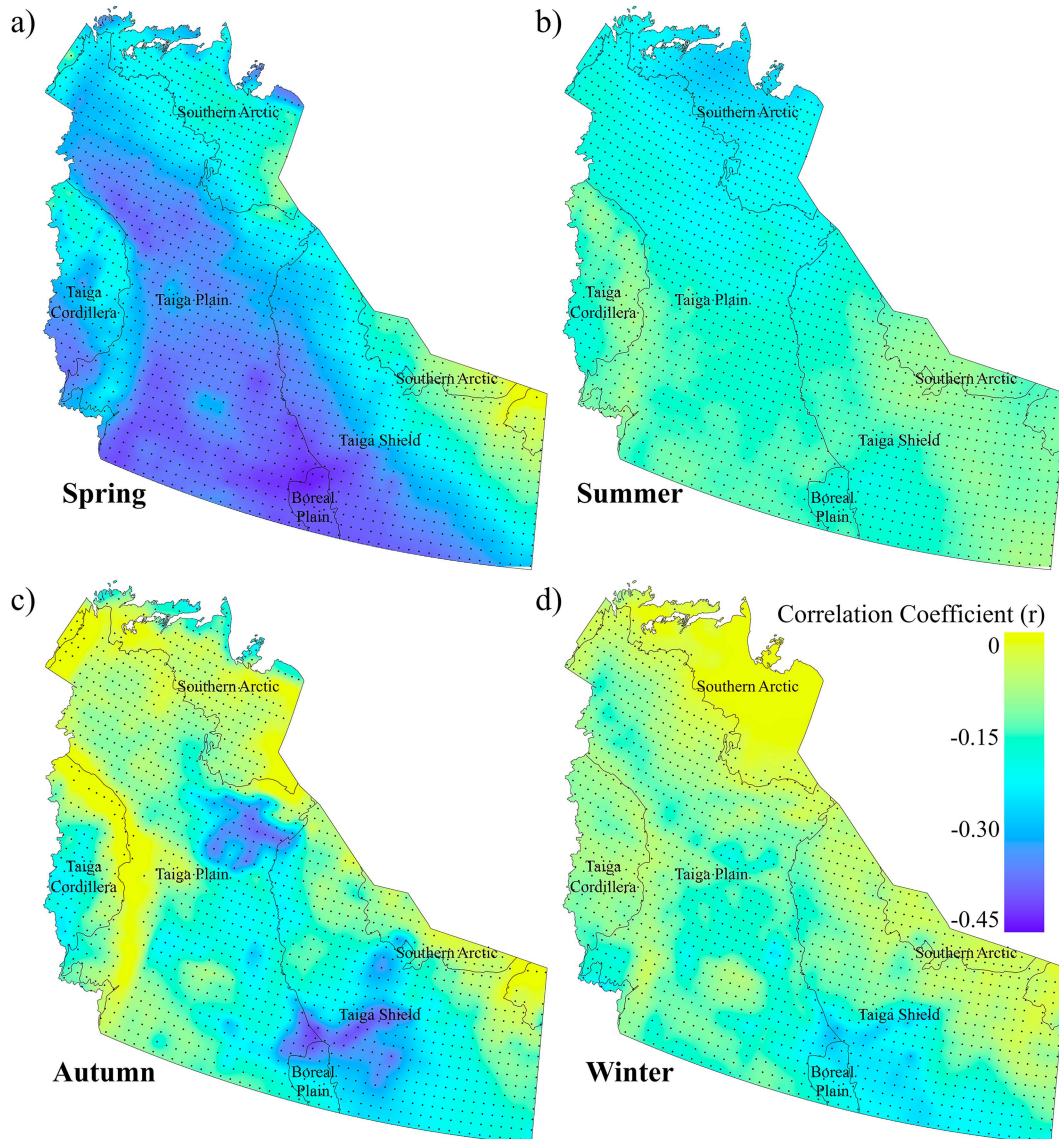 a)
Southern Arctic
Taiga
Cordillera
Taiga Plain
Southern Arctic
Taiga Shield
Boreal
Plain
Spring
b)
Southern Arctic
Taiga
Cordillera
Taiga Plain
Southern Arctic
Taiga Shield
Boreal
Plain
Summer
c)
Southern Arctic
Taiga
Cordillera
Taiga Plain
Southern Arctic
Taiga Shield
Boreal
Plain
Autumn
d)
Correlation Coefficient (r)
0
-0.15
-0.30
-0.45
Southern Arctic
Taiga
Cordillera
Taiga Plain
Southern Arctic
Taiga Shield
Boreal
Plain
Winter